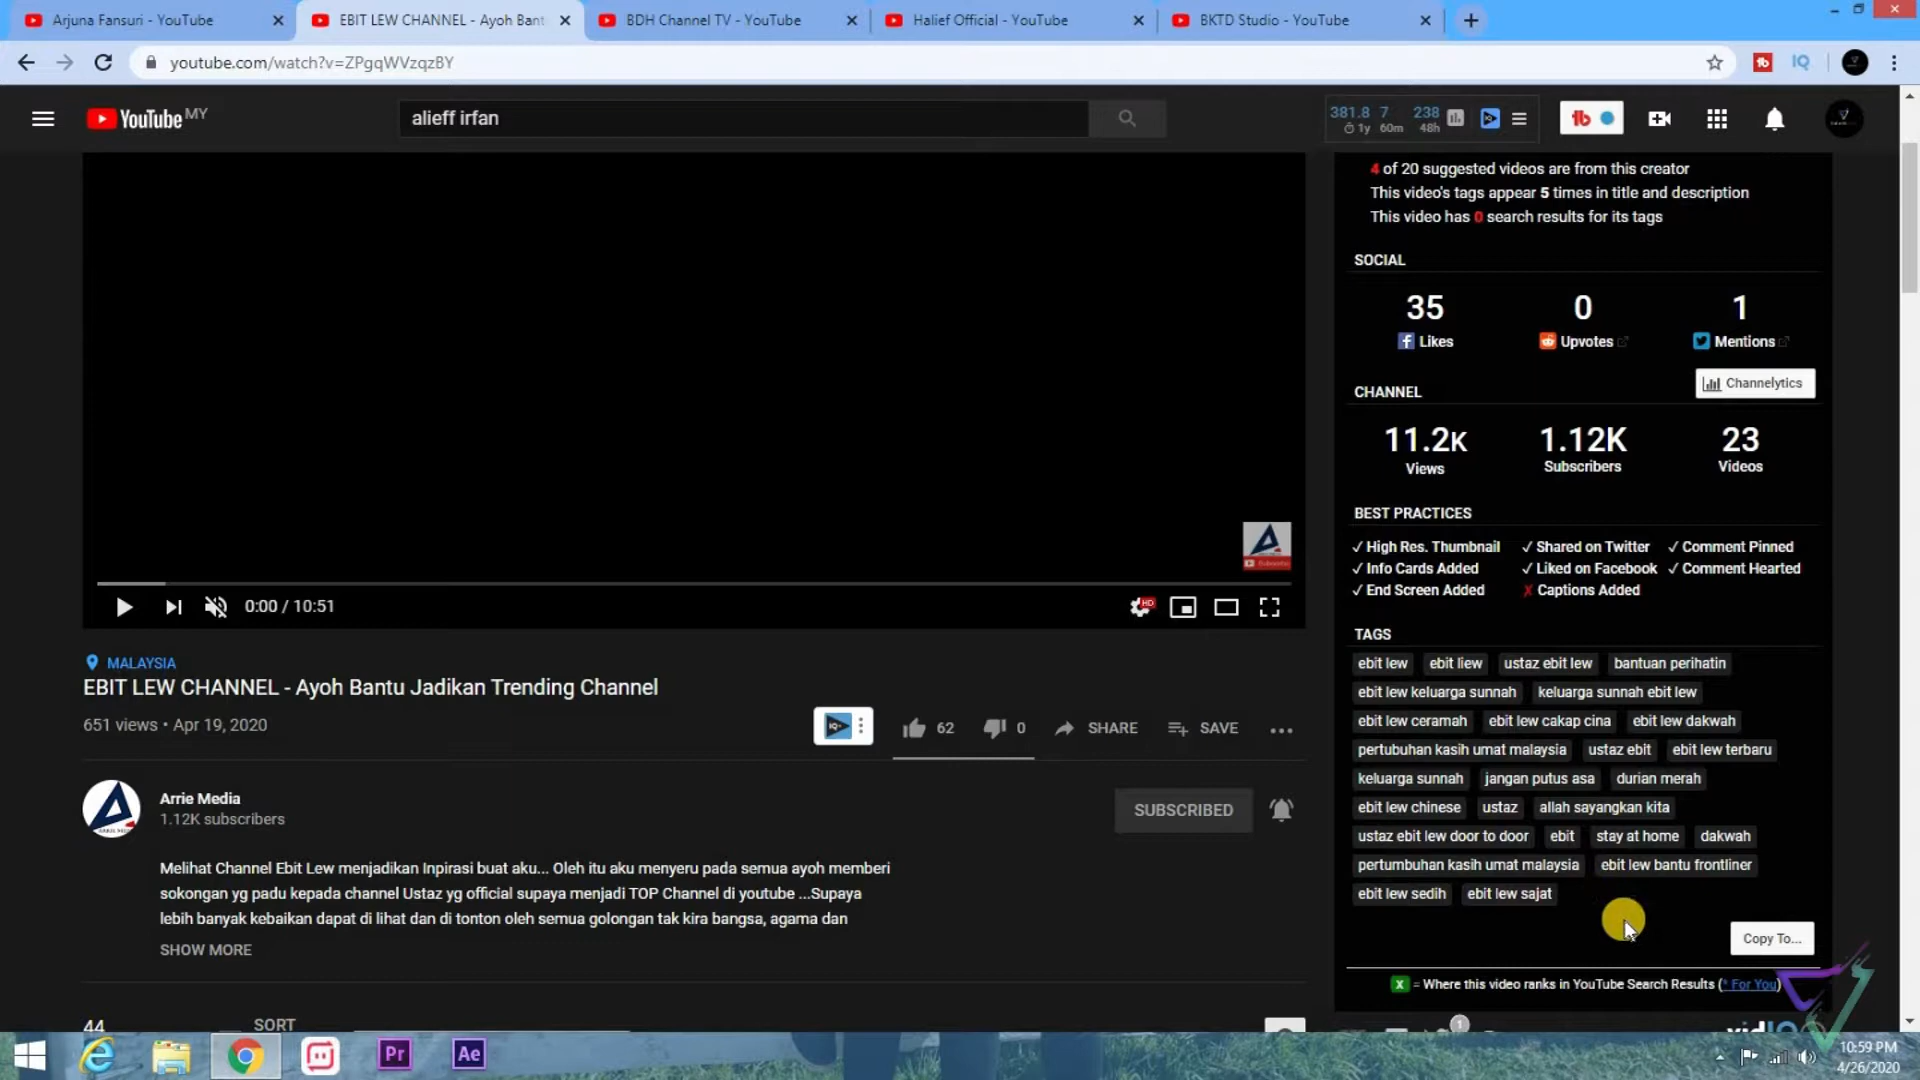 Arjuna Fansuri - YouTube
EBIT LEW CHANNEL - Ayoh Bant
BDH Channel TV - YouTube
Halief Official - YouTube
BKTD Studio - YouTube
youtube.com/watch?v=ZPgqWVzqzBY
IQ
YouTube MY
alieff irfan
381.8 7 238
1y 60m 48h
4 of 20 suggested videos are from this creator
This video's tags appear 5 times in title and description
This video has 0 search results for its tags
SOCIAL
35 0 1
Likes Upvotes Mentions
CHANNEL
Channelytics
11.2K 1.12K 23
Views Subscribers Videos
BEST PRACTICES
✓ High Res. Thumbnail ✓ Shared on Twitter ✓ Comment Pinned
✓ Info Cards Added ✓ Liked on Facebook ✓ Comment Hearted
✓ End Screen Added ✗ Captions Added
TAGS
ebit lew ebit liew ustaz ebit lew bantuan perihatin
ebit lew keluarga sunnah keluarga sunnah ebit lew
ebit lew ceramah ebit lew cakap cina ebit lew dakwah
pertubuhan kasih umat malaysia ustaz ebit ebit lew terbaru
keluarga sunnah jangan putus asa durian merah
ebit lew chinese ustaz allah sayangkan kita
ustaz ebit lew door to door ebit stay at home dakwah
pertumbuhan kasih umat malaysia ebit lew bantu frontliner
ebit lew sedih ebit lew sajat
Copy To...
X = Where this video ranks in YouTube Search Results (* For You)
0:00 / 10:51
HD
MALAYSIA
EBIT LEW CHANNEL - Ayoh Bantu Jadikan Trending Channel
651 views • Apr 19, 2020
62 0 SHARE SAVE
Arrie Media
1.12K subscribers
SUBSCRIBED
Melihat Channel Ebit Lew menjadikan Inpirasi buat aku... Oleh itu aku menyeru pada semua ayoh memberi
sokongan yg padu kepada channel Ustaz yg official supaya menjadi TOP Channel di youtube ...Supaya
lebih banyak kebaikan dapat di lihat dan di tonton oleh semua golongan tak kira bangsa, agama dan
SHOW MORE
44 SORT
1
Pr Ae
10:59 PM
4/26/2020